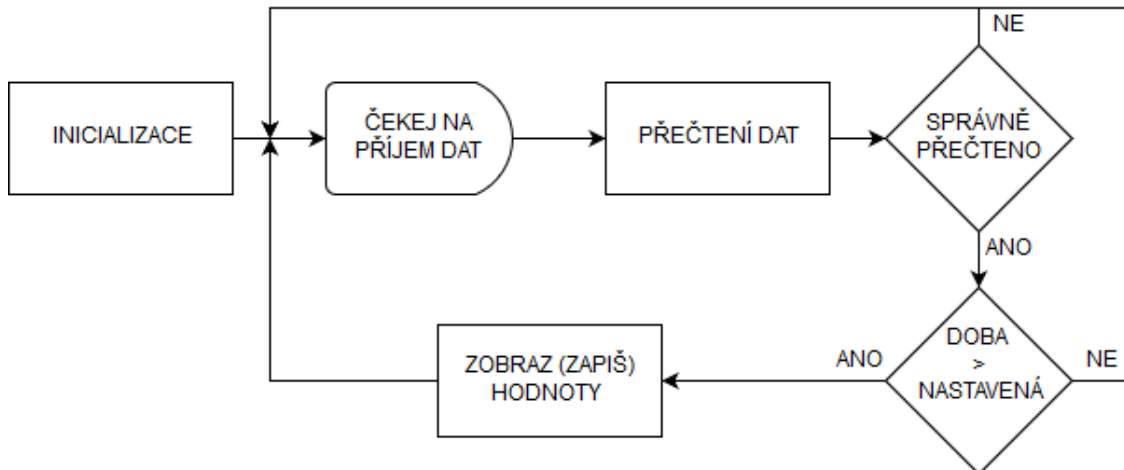 NE
INICIALIZACE
ČEKEJ NA
PŘÍJEM DAT
PŘEČTENÍ DAT
SPRÁVNĚ
PŘEČTENO
ANO
ZOBRAZ (ZAPIŠ)
HODNOTY
ANO
DOBA
>
NASTAVENÁ
NE